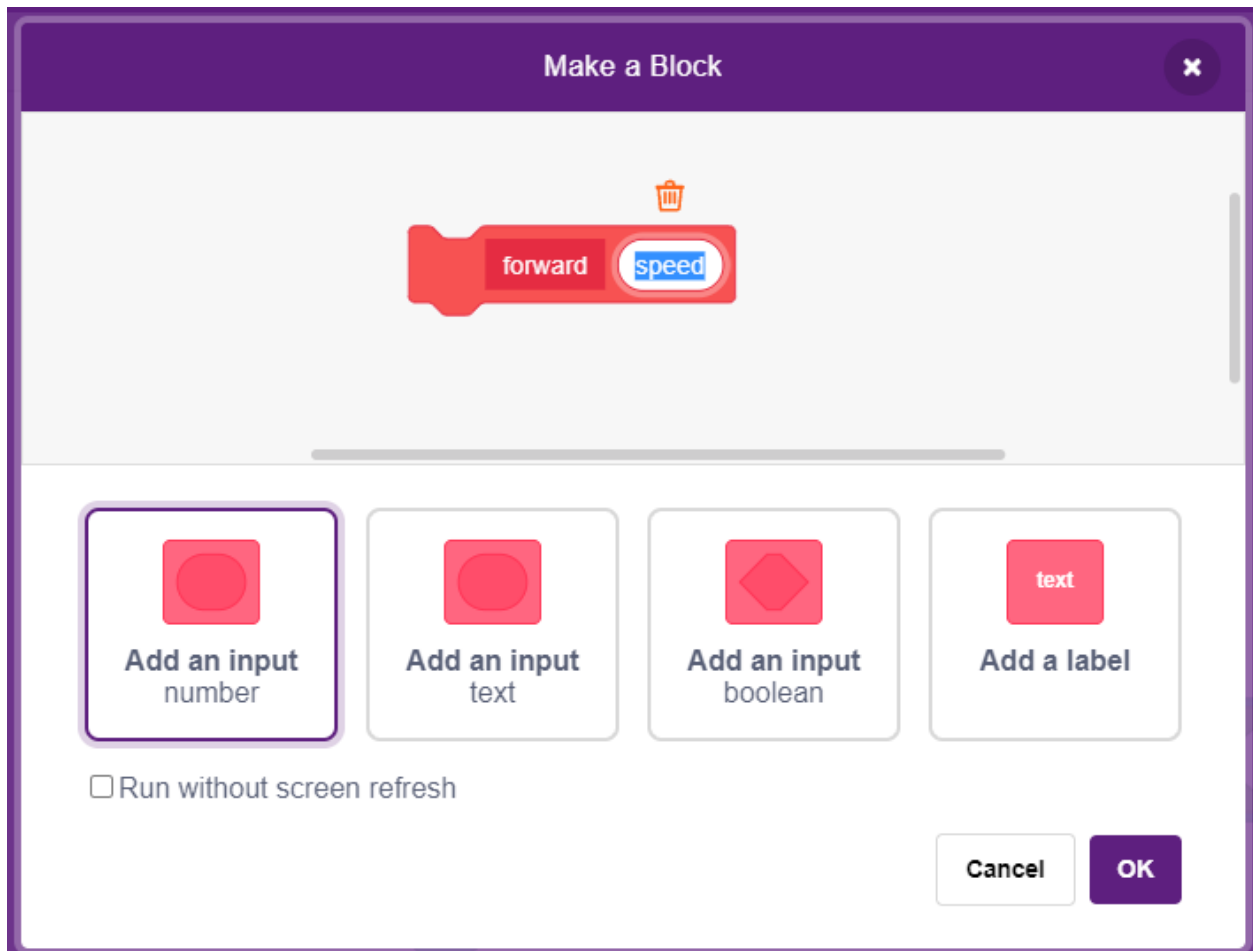 Make a Block
forward speed
text
Add an input
number
Add an input
text
Add an input
boolean
Add a label
Run without screen refresh
Cancel
OK